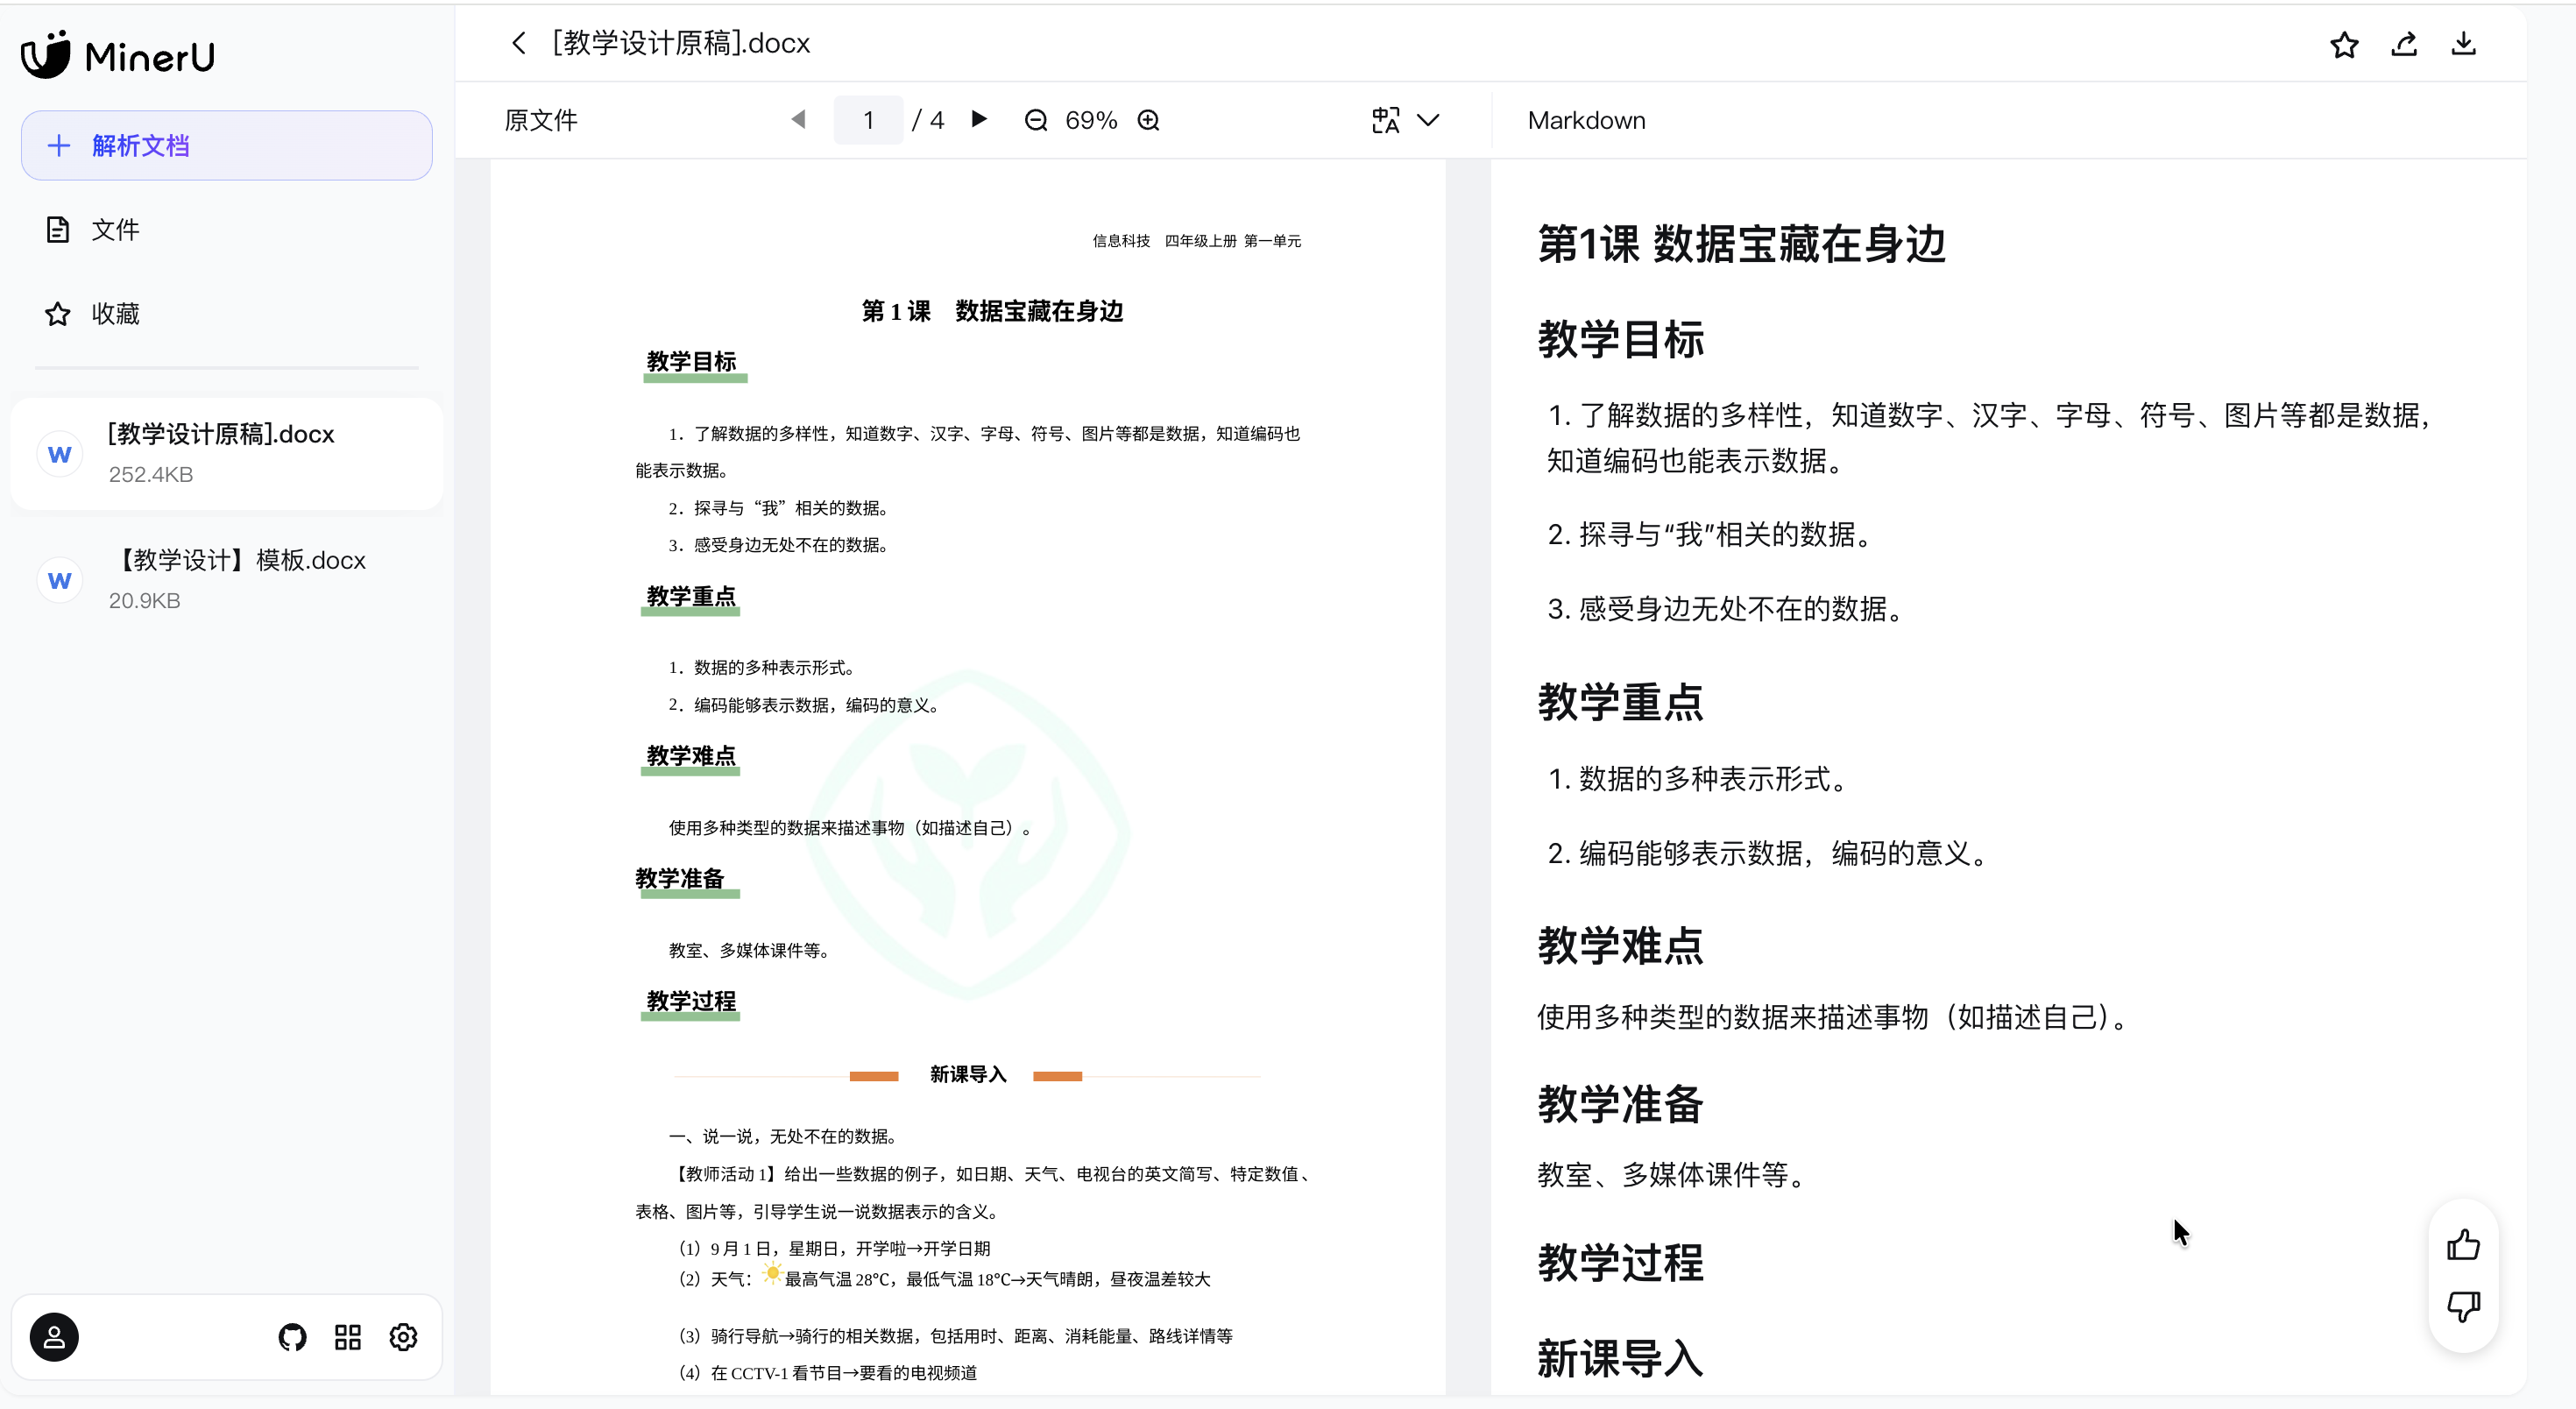 MinerU
解析文档
文件
收藏
[教学设计原稿].docx
252.4KB
【教学设计】模板.docx
20.9KB
[教学设计原稿].docx
原文件
1 / 4
69%
Markdown
信息科技 四年级上册 第一单元
第 1 课 数据宝藏在身边
教学目标
1．了解数据的多样性，知道数字、汉字、字母、符号、图片等都是数据，知道编码也
能表示数据。
2．探寻与“我”相关的数据。
3．感受身边无处不在的数据。
教学重点
1．数据的多种表示形式。
2．编码能够表示数据，编码的意义。
教学难点
使用多种类型的数据来描述事物（如描述自己）。
教学准备
教室、多媒体课件等。
教学过程
新课导入
一、说一说，无处不在的数据。
【教师活动 1】给出一些数据的例子，如日期、天气、电视台的英文简写、特定数值、
表格、图片等，引导学生说一说数据表示的含义。
（1）9 月 1 日，星期日，开学啦→开学日期
（2）天气：最高气温 28℃，最低气温 18℃→天气晴朗，昼夜温差较大
（3）骑行导航→骑行的相关数据，包括用时、距离、消耗能量、路线详情等
（4）在 CCTV-1 看节目→要看的电视频道
第1课 数据宝藏在身边
教学目标
1. 了解数据的多样性，知道数字、汉字、字母、符号、图片等都是数据，
知道编码也能表示数据。
2. 探寻与“我”相关的数据。
3. 感受身边无处不在的数据。
教学重点
1. 数据的多种表示形式。
2. 编码能够表示数据，编码的意义。
教学难点
使用多种类型的数据来描述事物（如描述自己）。
教学准备
教室、多媒体课件等。
教学过程
新课导入